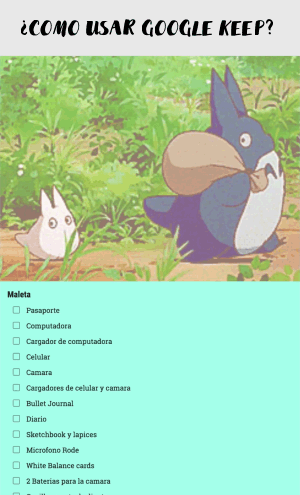 ¿COMO USAR GOOGLE KEEP?
Maleta
Pasaporte
Computadora
Cargador de computadora
Celular
Camara
Cargadores de celular y camara
Bullet Journal
Diario
Sketchbook y lapices
Microfono Rode
White Balance cards
2 Baterias para la camara